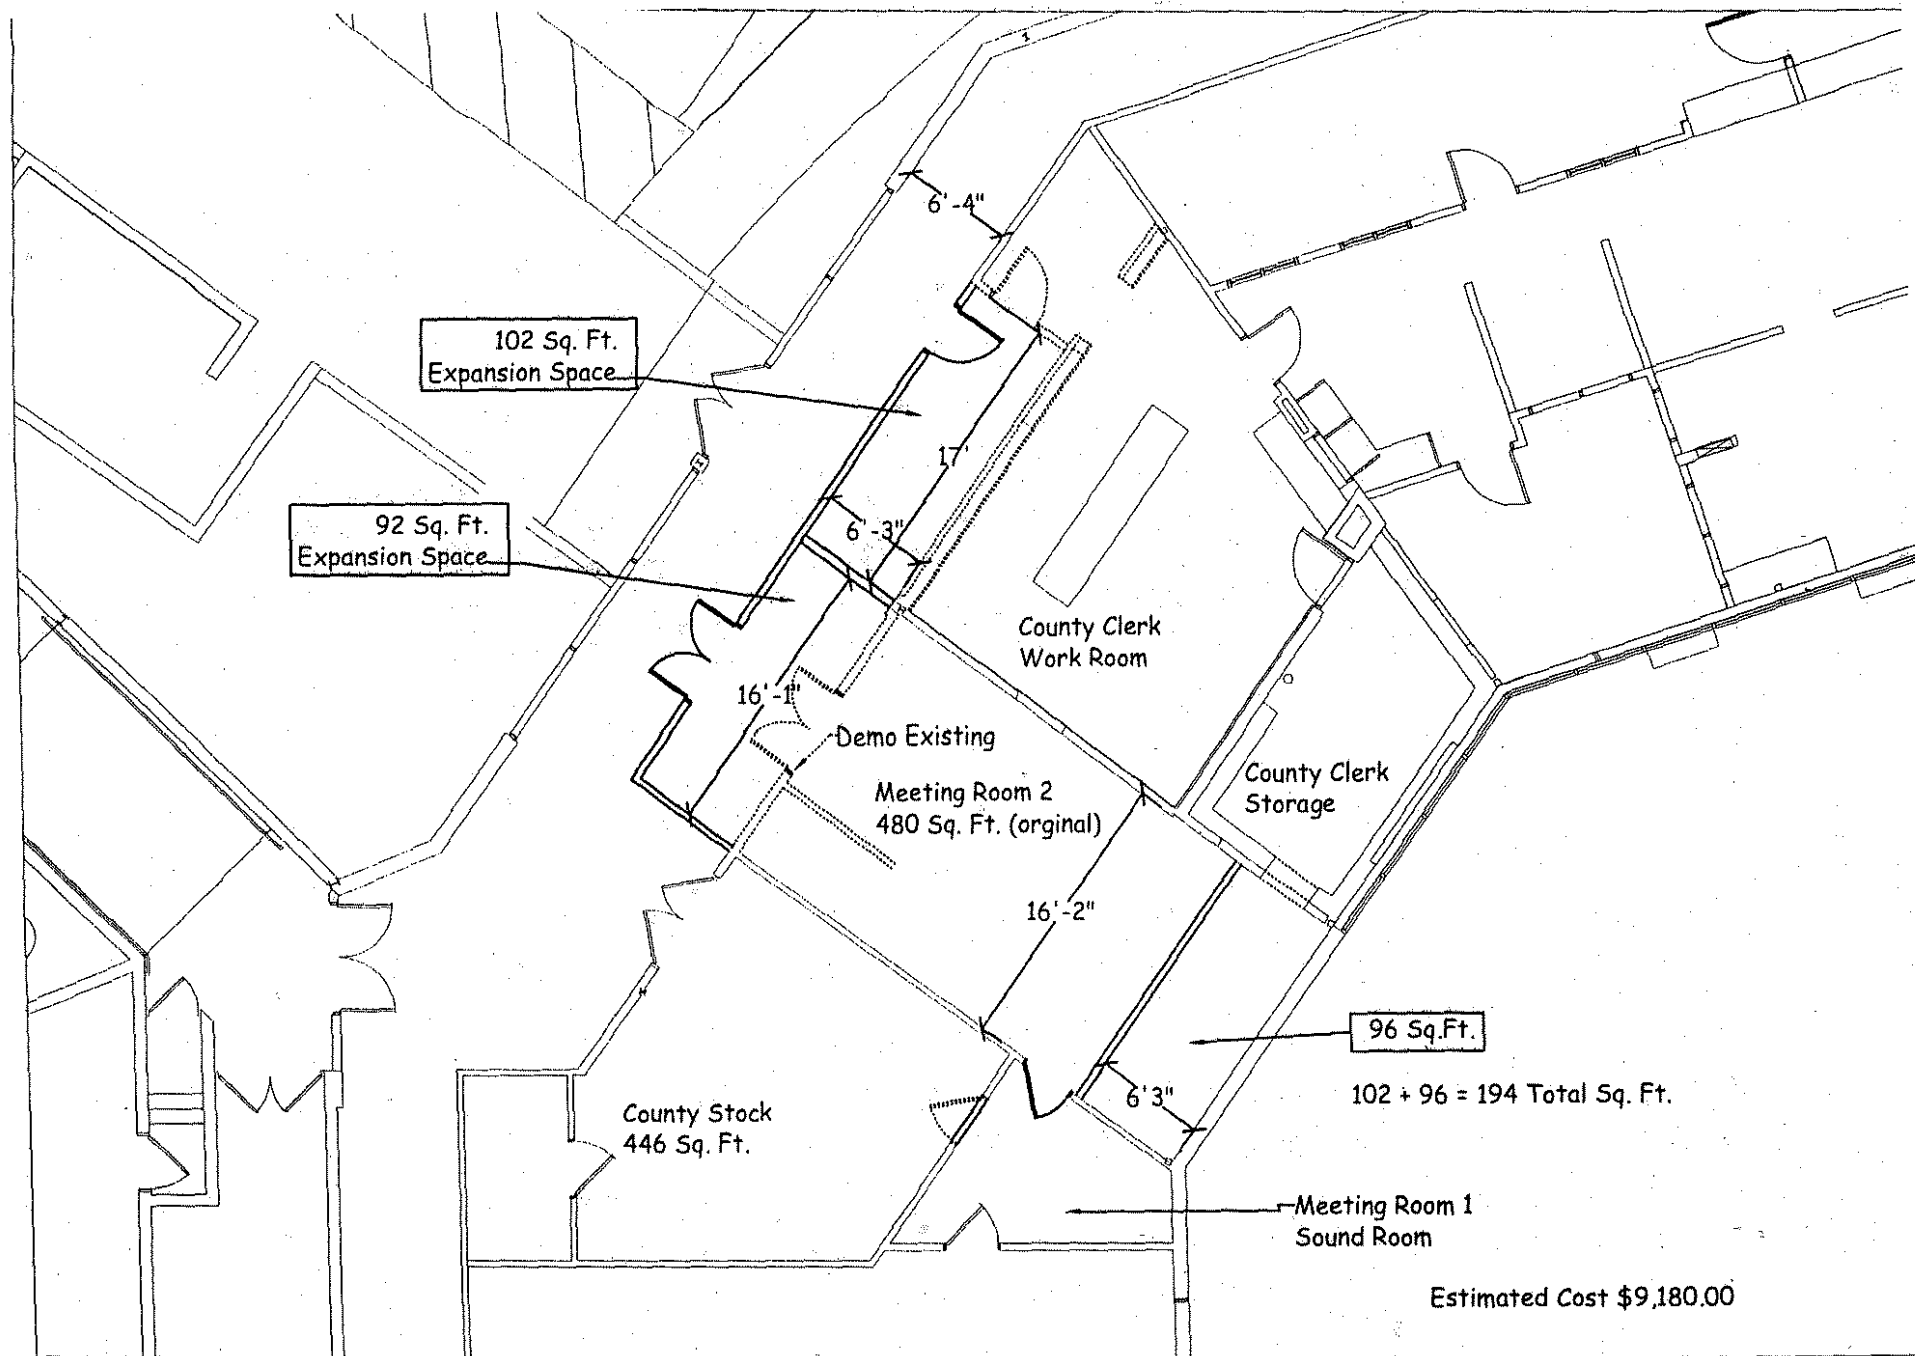 6'-4"
102 Sq. Ft.
Expansion Space
17'
92 Sq. Ft.
Expansion Space
6'-3"
County Clerk
Work Room
16'-1"
Demo Existing
Meeting Room 2
480 Sq. Ft. (orginal)
County Clerk
Storage
16'-2"
96 Sq.Ft.
6'3"
102 + 96 = 194 Total Sq. Ft.
County Stock
446 Sq. Ft.
Meeting Room 1
Sound Room
Estimated Cost $9,180.00